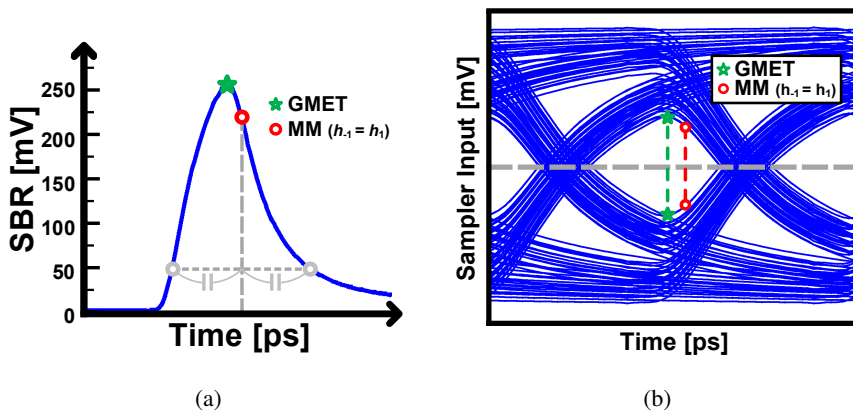 SBR [mV]
250
200
150
100
50
0
GMET
MM (h-1 = h1)
Time [ps]
(a)
Sampler Input [mV]
GMET
MM (h-1 = h1)
Time [ps]
(b)